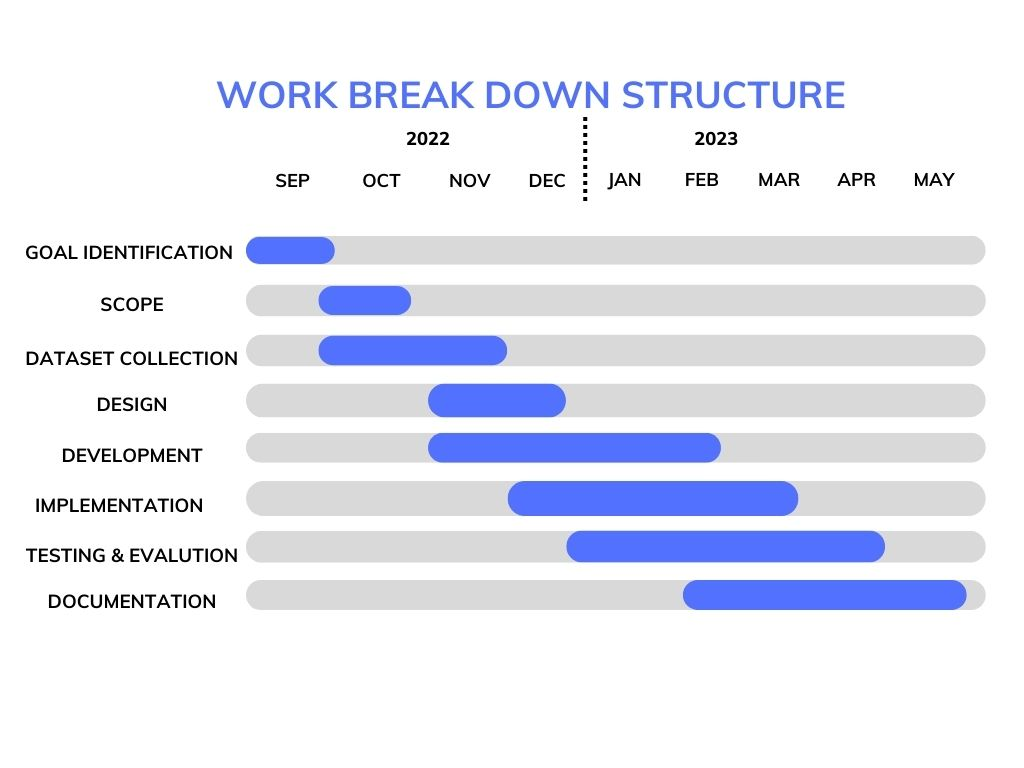 WORK BREAK DOWN STRUCTURE
2022 2023
SEP OCT NOV DEC JAN FEB MAR APR MAY
GOAL IDENTIFICATION
SCOPE
DATASET COLLECTION
DESIGN
DEVELOPMENT
IMPLEMENTATION
TESTING & EVALUTION
DOCUMENTATION